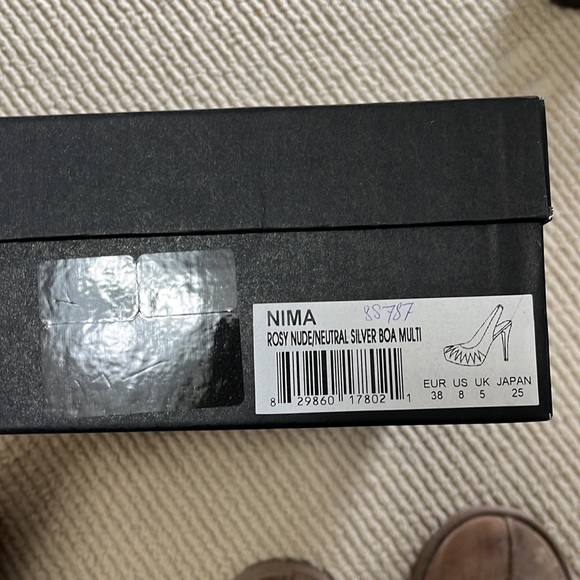 NIMA 8S787
ROSY NUDE/NEUTRAL SILVER BOA MULTI
EUR US UK JAPAN
38 8 5 25
8 29860 17802 1